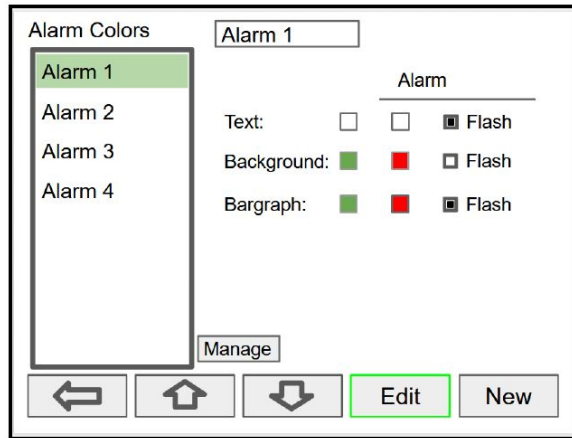 Alarm Colors
Alarm 1
Alarm 1
Alarm 2
Alarm 3
Alarm 4
Alarm
Text: Flash
Background: Flash
Bargraph: Flash
Manage
Edit New